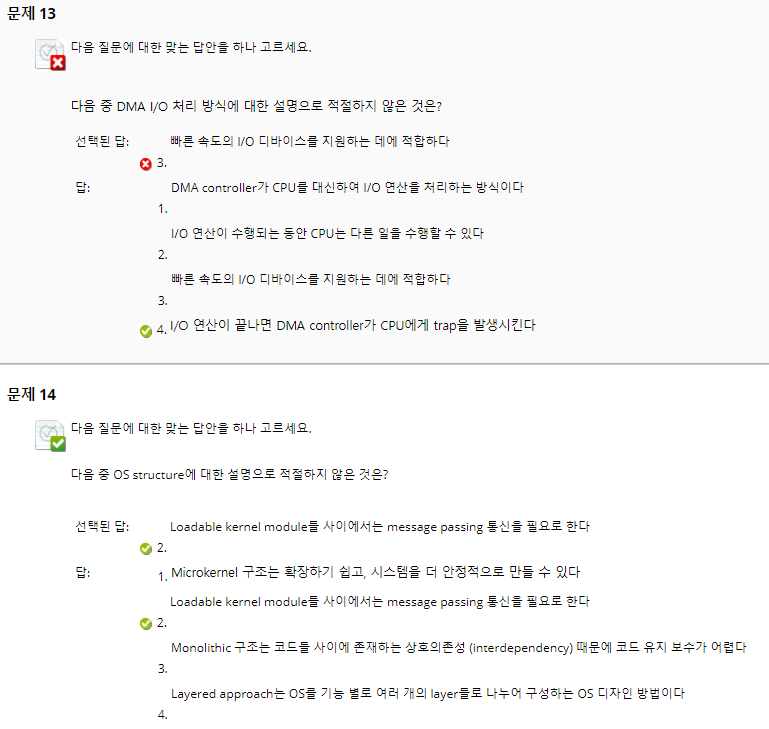 문제 13
다음 질문에 대한 맞는 답안을 하나 고르세요.
다음 중 DMA I/O 처리 방식에 대한 설명으로 적절하지 않은 것은?
선택된 답: 빠른 속도의 I/O 디바이스를 지원하는 데에 적합하다
3.
답: DMA controller가 CPU를 대신하여 I/O 연산을 처리하는 방식이다
1.
I/O 연산이 수행되는 동안 CPU는 다른 일을 수행할 수 있다
2.
빠른 속도의 I/O 디바이스를 지원하는 데에 적합하다
3.
4. I/O 연산이 끝나면 DMA controller가 CPU에게 trap을 발생시킨다
문제 14
다음 질문에 대한 맞는 답안을 하나 고르세요.
다음 중 OS structure에 대한 설명으로 적절하지 않은 것은?
선택된 답: Loadable kernel module들 사이에서는 message passing 통신을 필요로 한다
2.
답: 1. Microkernel 구조는 확장하기 쉽고, 시스템을 더 안정적으로 만들 수 있다
Loadable kernel module들 사이에서는 message passing 통신을 필요로 한다
2.
Monolithic 구조는 코드들 사이에 존재하는 상호의존성 (interdependency) 때문에 코드 유지 보수가 어렵다
3.
Layered approach는 OS를 기능 별로 여러 개의 layer들로 나누어 구성하는 OS 디자인 방법이다
4.